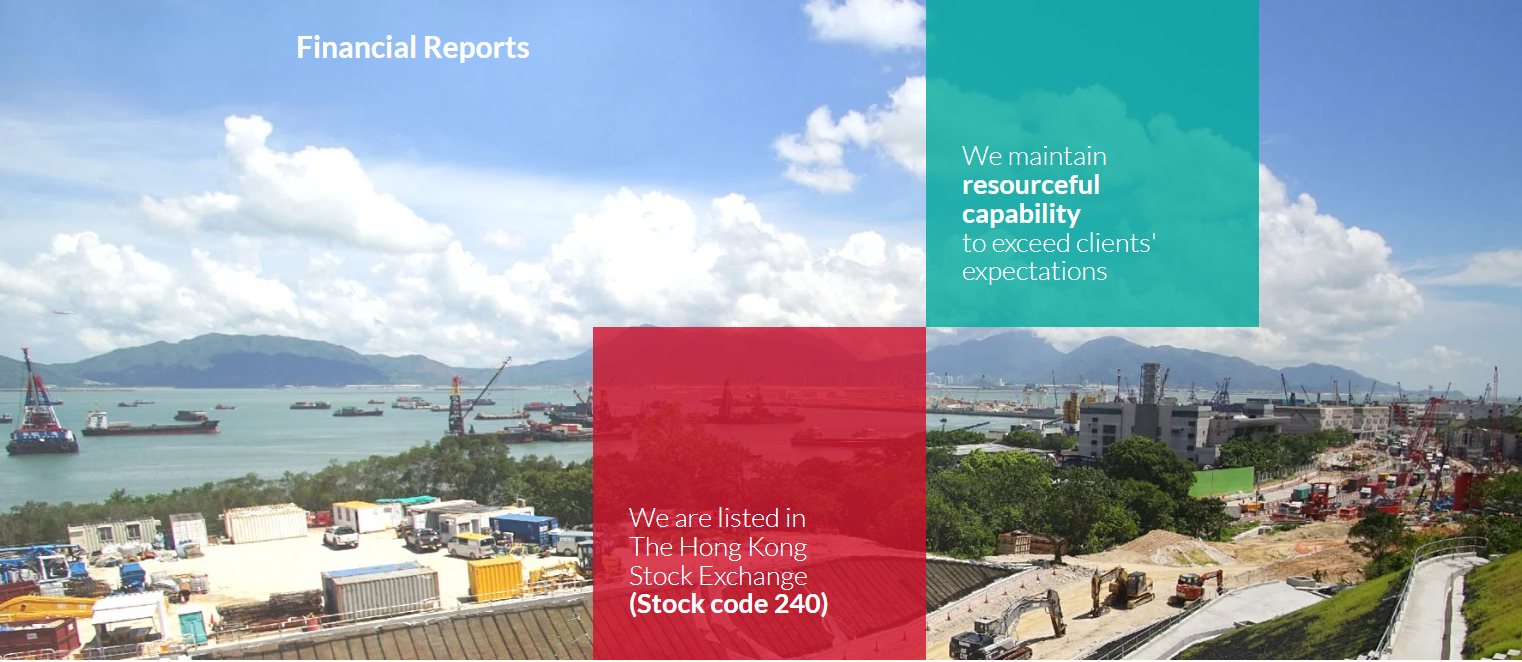 Financial Reports
We maintain
resourceful
capability
to exceed clients'
expectations
We are listed in
The Hong Kong
Stock Exchange
(Stock code 240)